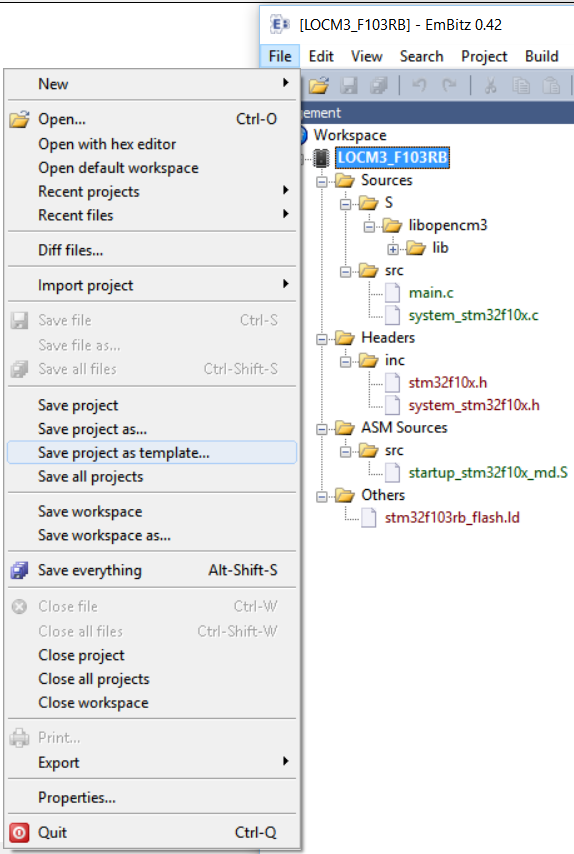 [LOCM3_F103RB] - EmBitz 0.42
File Edit View Search Project Build
New
Open... Ctrl-O
Open with hex editor
Open default workspace
Recent projects
Recent files
Diff files...
Import project
Save file Ctrl-S
Save file as...
Save all files Ctrl-Shift-S
Save project
Save project as...
Save project as template...
Save all projects
Save workspace
Save workspace as...
Save everything Alt-Shift-S
Close file Ctrl-W
Close all files Ctrl-Shift-W
Close project
Close all projects
Close workspace
Print...
Export
Properties...
Quit Ctrl-Q
ement
Workspace
LOCM3_F103RB
Sources
S
libopencm3
lib
src
main.c
system_stm32f10x.c
Headers
inc
stm32f10x.h
system_stm32f10x.h
ASM Sources
src
startup_stm32f10x_md.S
Others
stm32f103rb_flash.ld